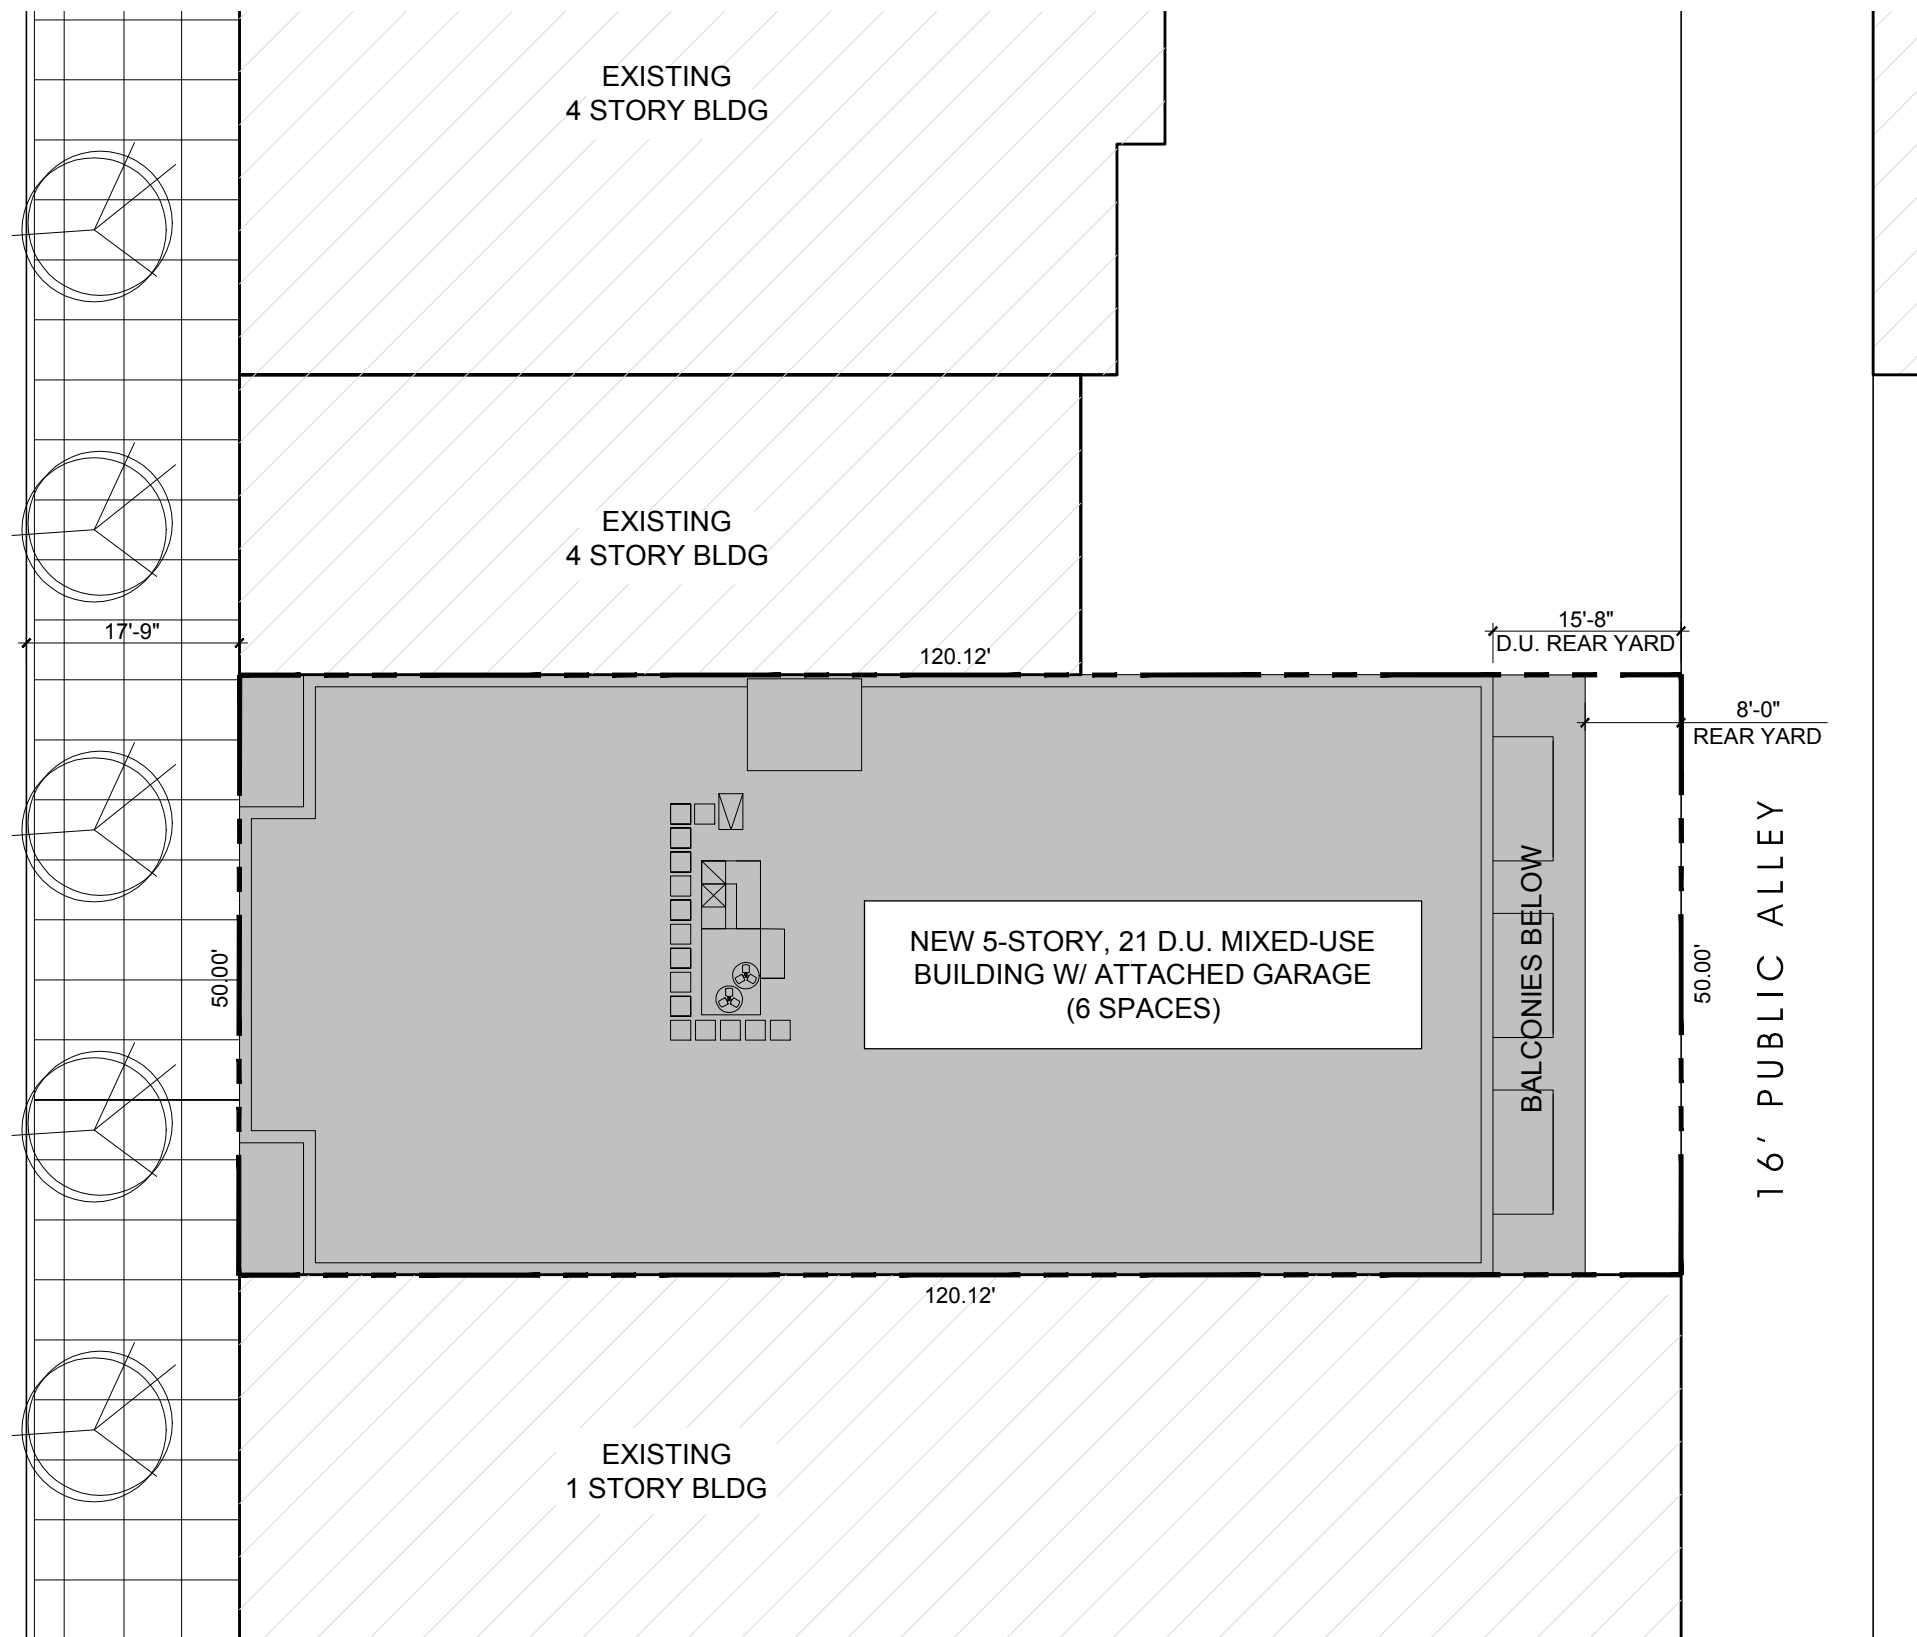 EXISTING
4 STORY BLDG
EXISTING
4 STORY BLDG
17'-9"
120.12'
15'-8"
D.U. REAR YARD
8'-0"
REAR YARD
50.00'
NEW 5-STORY, 21 D.U. MIXED-USE
BUILDING W/ ATTACHED GARAGE
(6 SPACES)
BALCONIES BELOW
50.00'
16' PUBLIC ALLEY
120.12'
EXISTING
1 STORY BLDG